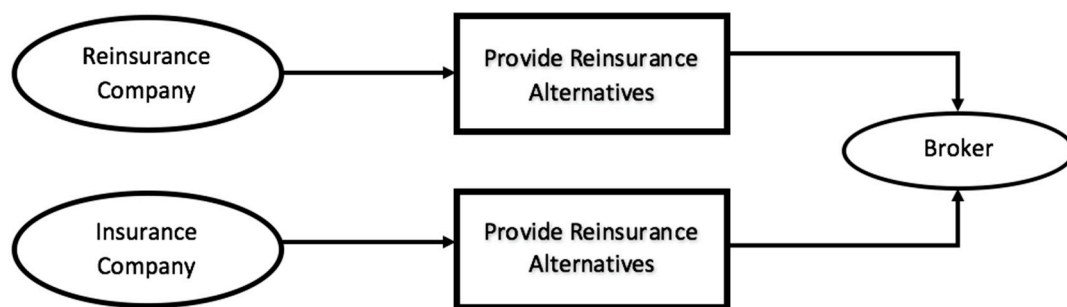 Reinsurance
Company
Provide Reinsurance
Alternatives
Broker
Insurance
Company
Provide Reinsurance
Alternatives